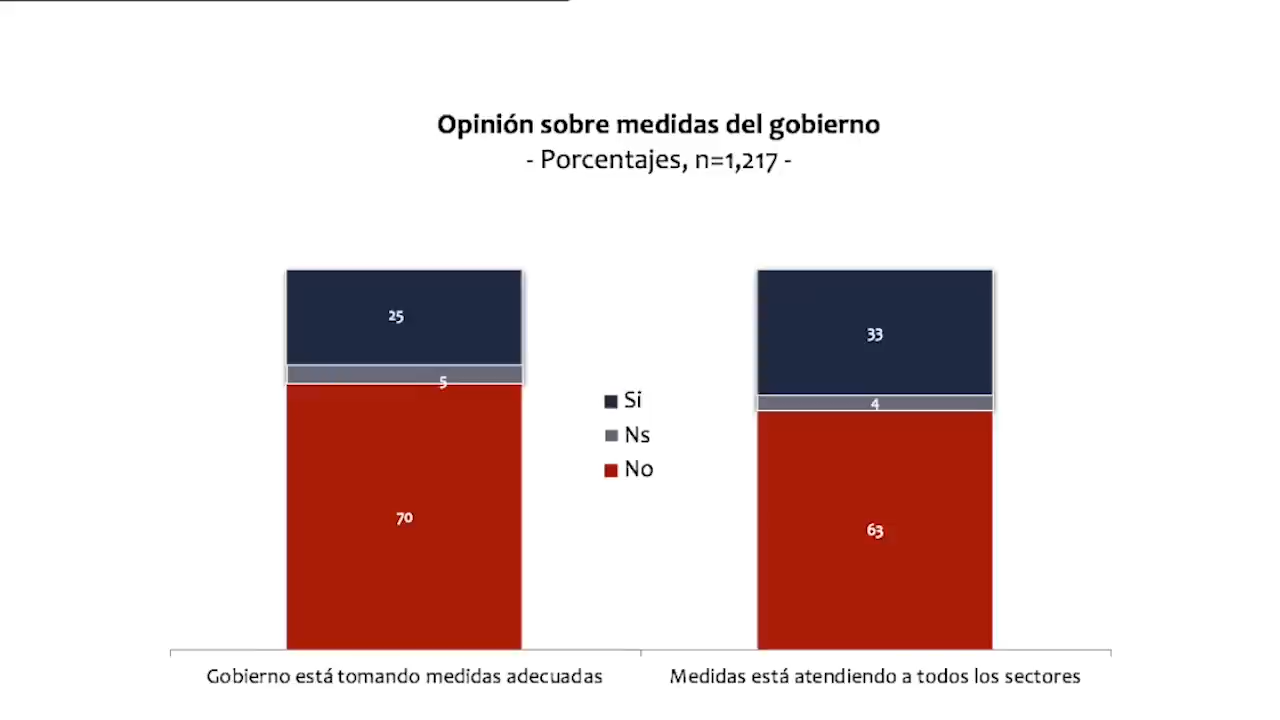 Opinión sobre medidas del gobierno
- Porcentajes, n=1,217 -
25
5
70
33
4
63
Si
Ns
No
Gobierno está tomando medidas adecuadas
Medidas está atendiendo a todos los sectores